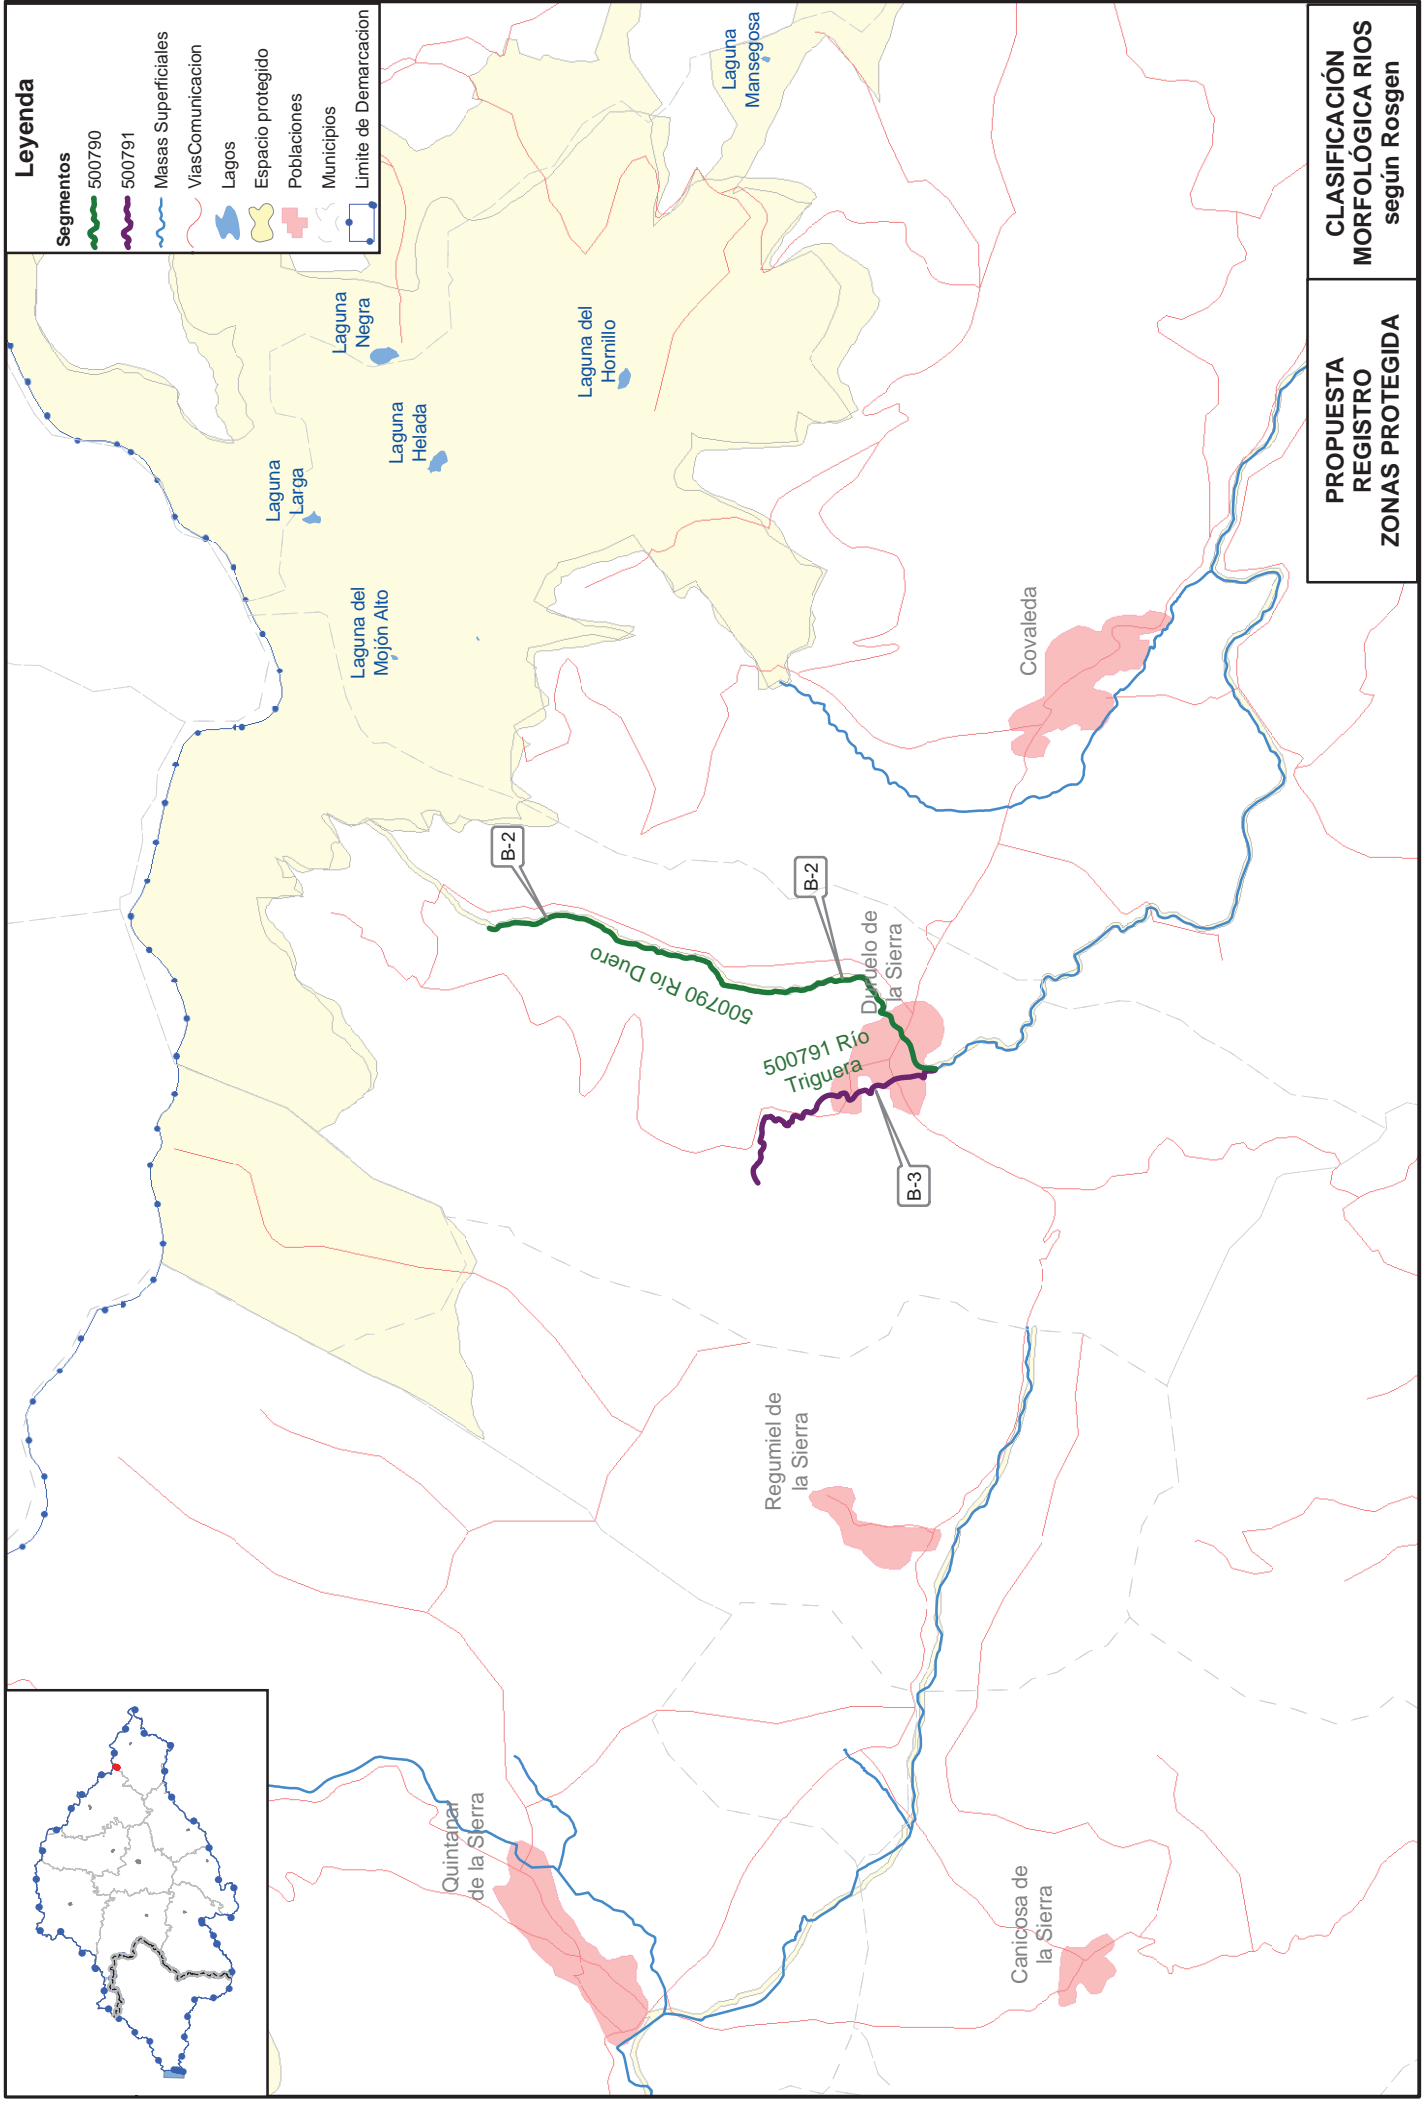 Leyenda
Segmentos
500790
500791
Masas Superficiales
ViasComunicacion
Lagos
Espacio protegido
Poblaciones
Municipios
Limite de Demarcacion
Laguna
Mansegosa
Laguna
Negra
Laguna del
Hornillo
Laguna
Helada
Laguna
Larga
Laguna del
Mojón Alto
Covaleda
B-2
B-2
500790 Río Duero
Duruelo de
la Sierra
500791 Río
Triguera
B-3
Regumiel de
la Sierra
Quintanar
de la Sierra
Canicosa de
la Sierra
PROPUESTA
REGISTRO
ZONAS PROTEGIDA
CLASIFICACIÓN
MORFOLÓGICA RIOS
según Rosgen